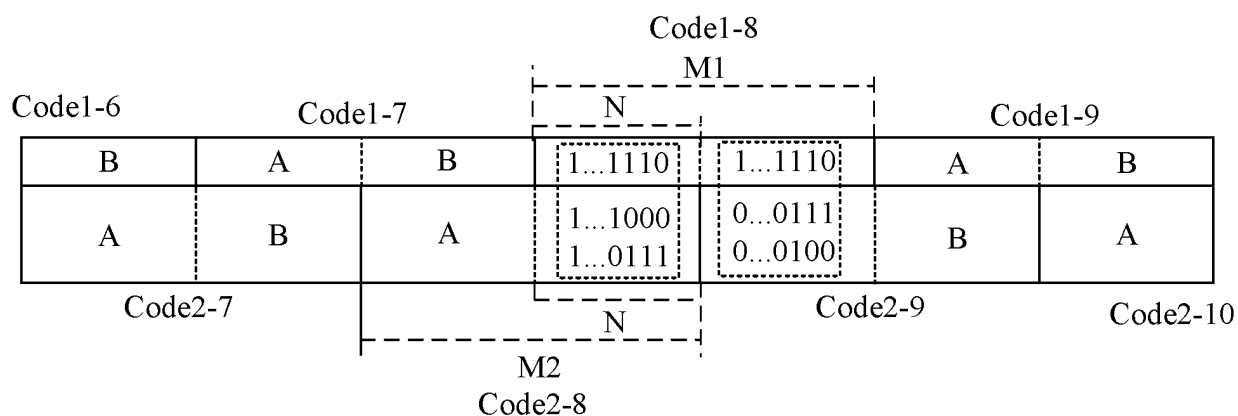 Code1-8
M1
Code1-6 Code1-7 N Code1-9
B A B 1...1110 1...1110 A B
A B A 1...1000 0...0111 B A
1...0111 0...0100
Code2-7 N Code2-9 Code2-10
M2
Code2-8